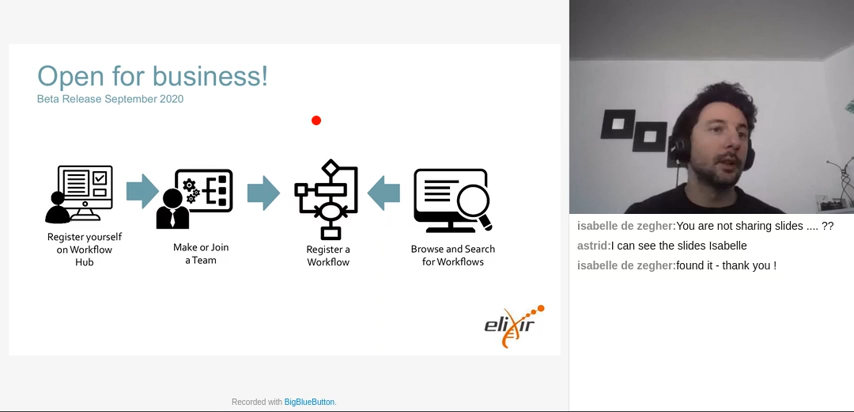 Open for business!
Beta Release September 2020
Register yourself
on Workflow
Hub
Make or Join
a Team
Register a
Workflow
Browse and Search
for Workflows
elixir
Recorded with BigBlueButton.
isabelle de zegher:You are not sharing slides .... ??
astrid:I can see the slides Isabelle
isabelle de zegher:found it - thank you !